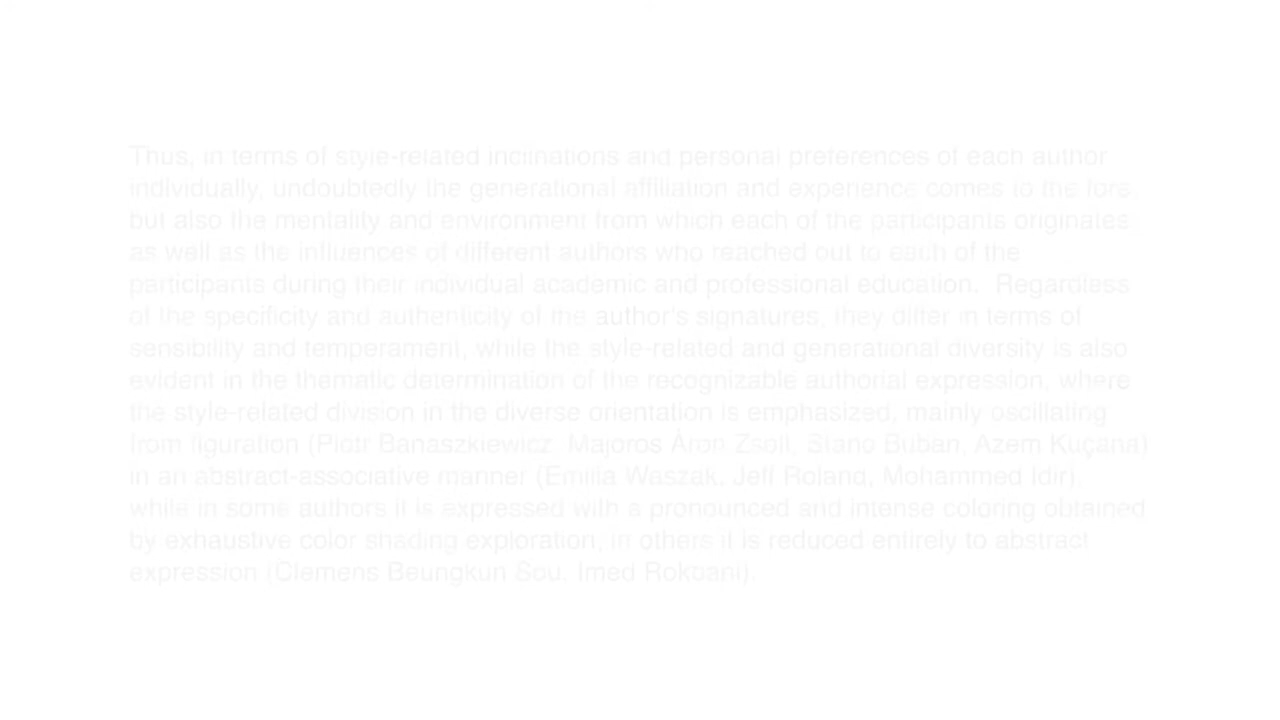 Thus, in terms of style-related inclinations and personal preferences of each author
individually, undoubtedly the generational affiliation and experience comes to the fore,
but also the mentality and environment from which each of the participants originates
as well as the influences of different authors who reached out to each of the
participants during their individual academic and professional education.  Regardless
of the specificity and authenticity of the author's signatures, they differ in terms of
sensibility and temperament, while the style-related and generational diversity is also
evident in the thematic determination of the recognizable authorial expression, where
the style-related division in the diverse orientation is emphasized, mainly oscillating
from figuration (Piotr Banaszkiewicz, Majoros Áron Zsolt, Stano Buban, Azem Kuçana)
in an abstract-associative manner (Emilia Waszak, Jeff Roland, Mohammed Idir),
while in some authors it is expressed with a pronounced and intense coloring obtained
by exhaustive color shading exploration, in others it is reduced entirely to abstract
expression (Clemens Beungkun Sou, Imed Rokbani).